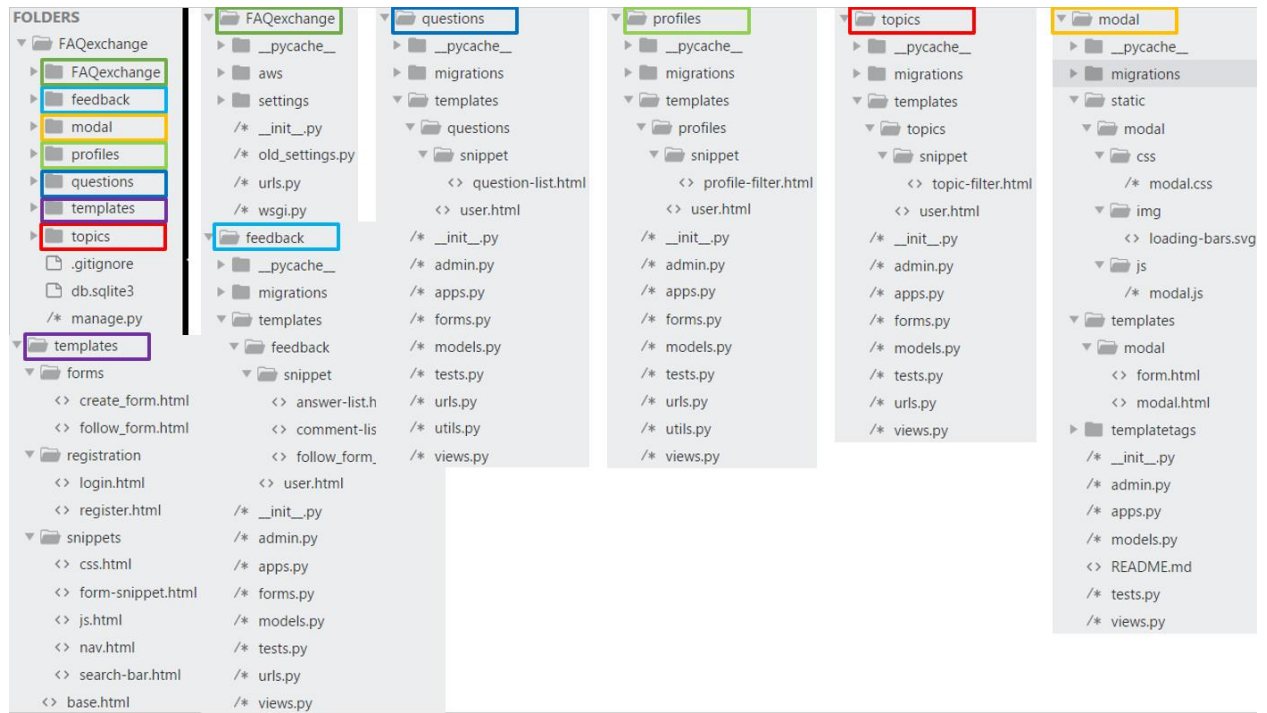 FOLDERS
FAQexchange
FAQexchange
feedback
modal
profiles
questions
templates
topics
.gitignore
db.sqlite3
/* manage.py
templates
forms
<> create_form.html
<> follow_form.html
registration
<> login.html
<> register.html
snippets
<> css.html
<> form-snippet.html
<> js.html
<> nav.html
<> search-bar.html
<> base.html
FAQexchange
__pycache__
aws
settings
/* __init__.py
/* old_settings.py
/* urls.py
/* wsgi.py
feedback
__pycache__
migrations
templates
feedback
snippet
<> answer-list.h
<> comment-lis
<> follow_form_
<> user.html
/* __init__.py
/* admin.py
/* apps.py
/* forms.py
/* models.py
/* tests.py
/* urls.py
/* views.py
questions
__pycache__
migrations
templates
questions
snippet
<> question-list.html
<> user.html
/* __init__.py
/* admin.py
/* apps.py
/* forms.py
/* models.py
/* tests.py
/* urls.py
/* utils.py
/* views.py
profiles
__pycache__
migrations
templates
profiles
snippet
<> profile-filter.html
<> user.html
/* __init__.py
/* admin.py
/* apps.py
/* forms.py
/* models.py
/* tests.py
/* urls.py
/* utils.py
/* views.py
topics
__pycache__
migrations
templates
topics
snippet
<> topic-filter.html
<> user.html
/* __init__.py
/* admin.py
/* apps.py
/* forms.py
/* models.py
/* tests.py
/* urls.py
/* views.py
modal
__pycache__
migrations
static
modal
css
/* modal.css
img
<> loading-bars.svg
js
/* modal.js
templates
modal
<> form.html
<> modal.html
templatetags
/* __init__.py
/* admin.py
/* apps.py
/* models.py
<> README.md
/* tests.py
/* views.py